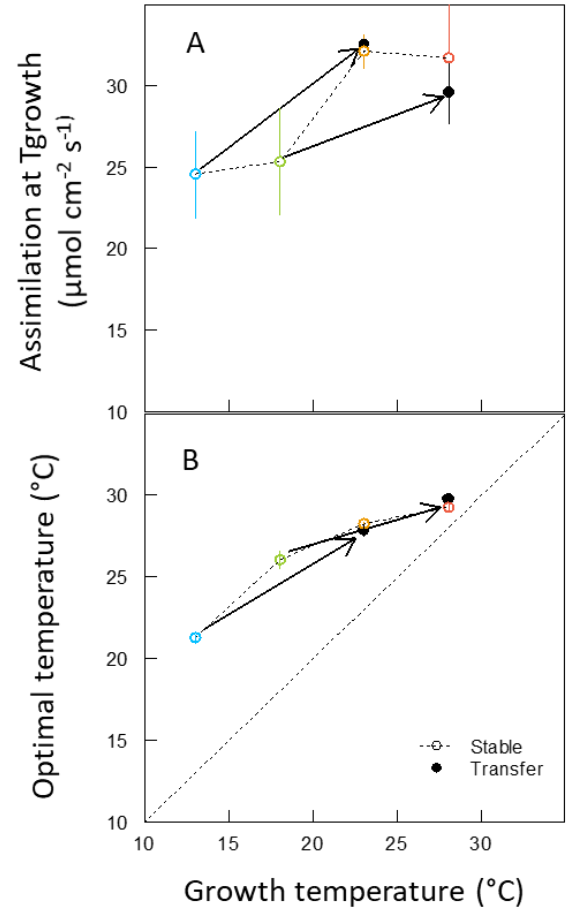 A
Assimilation at Tgrowth
(µmol cm⁻² s⁻¹)
30
25
20
15
10
B
Optimal temperature (°C)
30
25
20
15
10
Stable
Transfer
10 15 20 25 30
Growth temperature (°C)